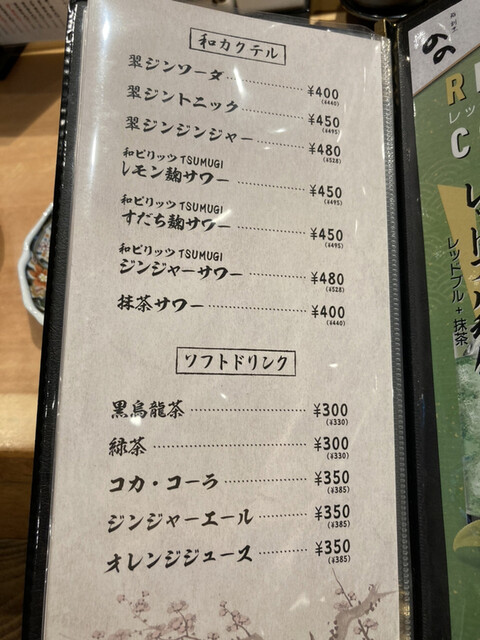 和カクテル
翠ジンソーダ ¥400
(¥440)
翠ジントニック ¥450
(¥495)
翠ジンジンジャー ¥480
(¥528)
和ピリッツ TSUMUGI
レモン麹サワー ¥450
(¥495)
和ピリッツ TSUMUGI
すだち麹サワー ¥450
(¥495)
和ピリッツ TSUMUGI
ジンジャーサワー ¥480
(¥528)
抹茶サワー ¥400
(¥440)
ソフトドリンク
黒烏龍茶 ¥300
(¥330)
緑茶 ¥300
(¥330)
コカ・コーラ ¥350
(¥385)
ジンジャーエール ¥350
(¥385)
オレンジジュース ¥350
(¥385)
レッドブル+抹茶